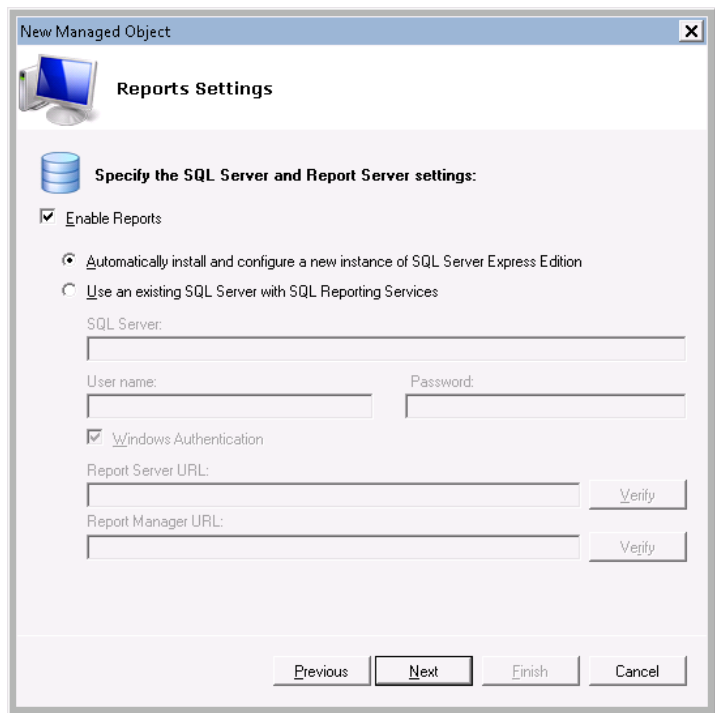 New Managed Object
Reports Settings
Specify the SQL Server and Report Server settings:
Enable Reports
Automatically install and configure a new instance of SQL Server Express Edition
Use an existing SQL Server with SQL Reporting Services
SQL Server:
User name: Password:
Windows Authentication
Report Server URL:
Verify
Report Manager URL:
Verify
Previous Next Finish Cancel